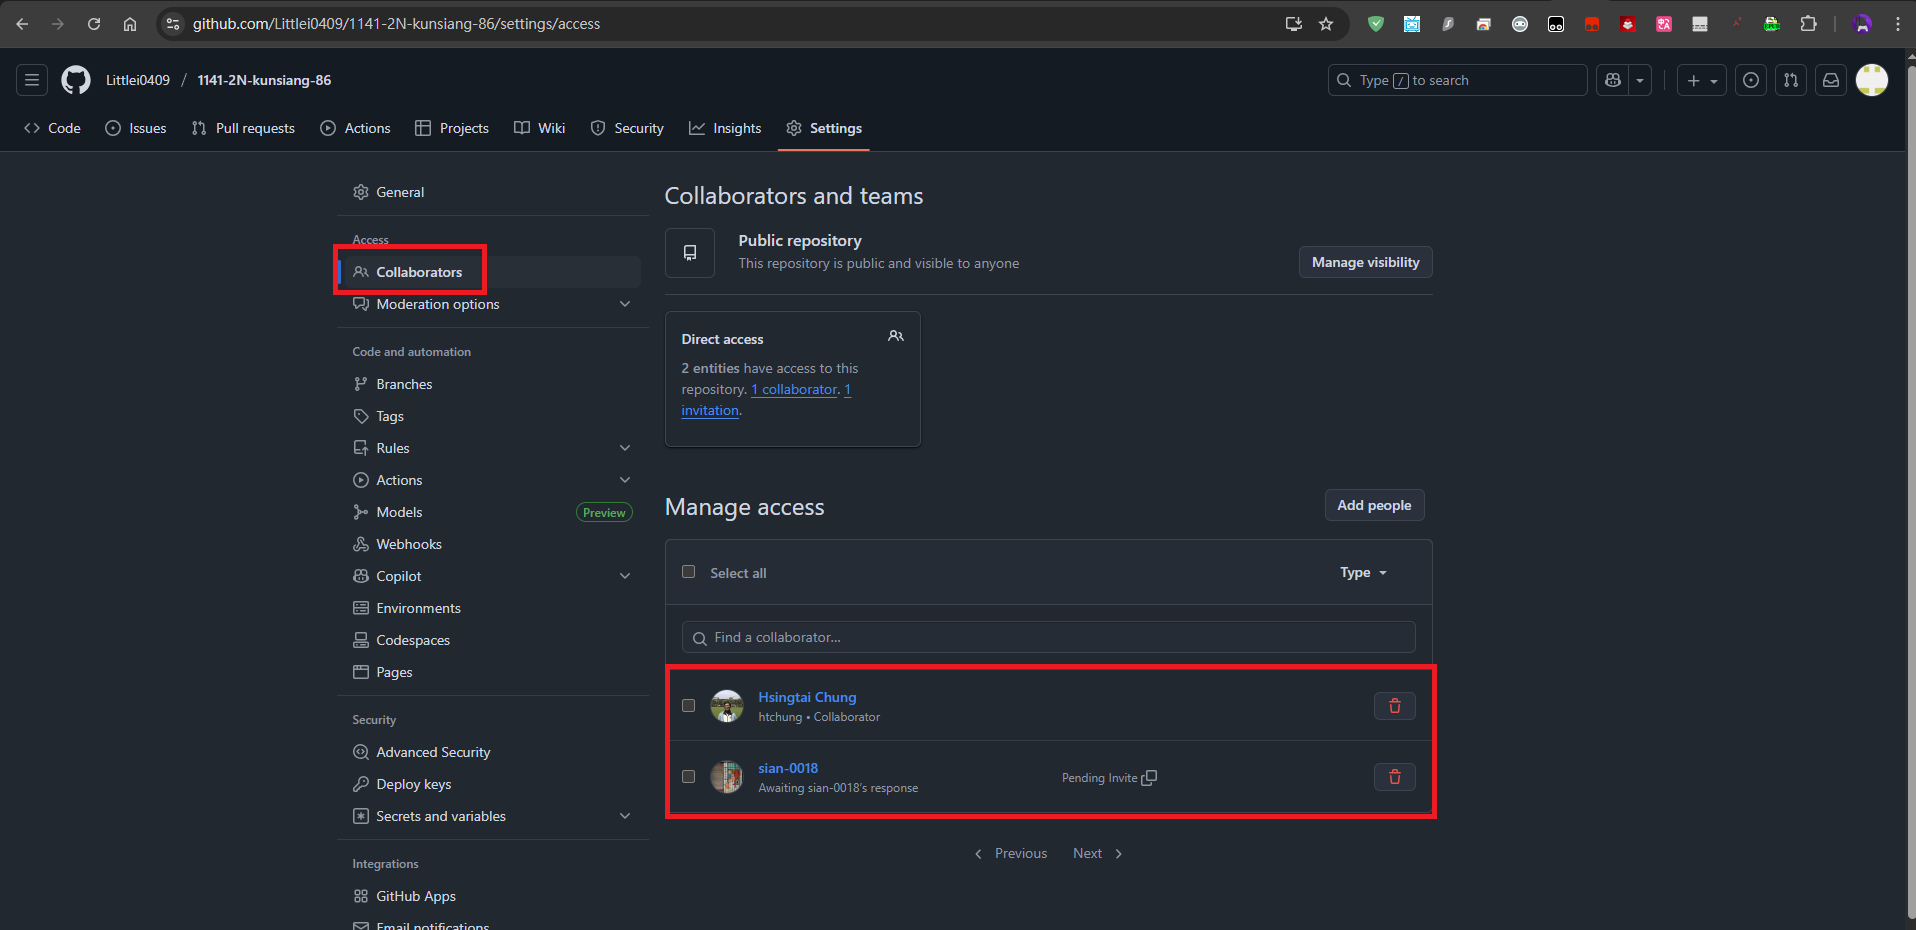 github.com/Littlei0409/1141-2N-kunsiang-86/settings/access
Littlei0409 / 1141-2N-kunsiang-86
Type / to search
Code
Issues
Pull requests
Actions
Projects
Wiki
Security
Insights
Settings
General
Access
Collaborators
Moderation options
Code and automation
Branches
Tags
Rules
Actions
Models
Preview
Webhooks
Copilot
Environments
Codespaces
Pages
Security
Advanced Security
Deploy keys
Secrets and variables
Integrations
GitHub Apps
Email notifications
Collaborators and teams
Public repository
This repository is public and visible to anyone
Manage visibility
Direct access
2 entities have access to this
repository. 1 collaborator. 1
invitation.
Manage access
Add people
Select all
Type
Find a collaborator...
Hsingtai Chung
htchung • Collaborator
sian-0018
Awaiting sian-0018's response
Pending Invite
Previous
Next